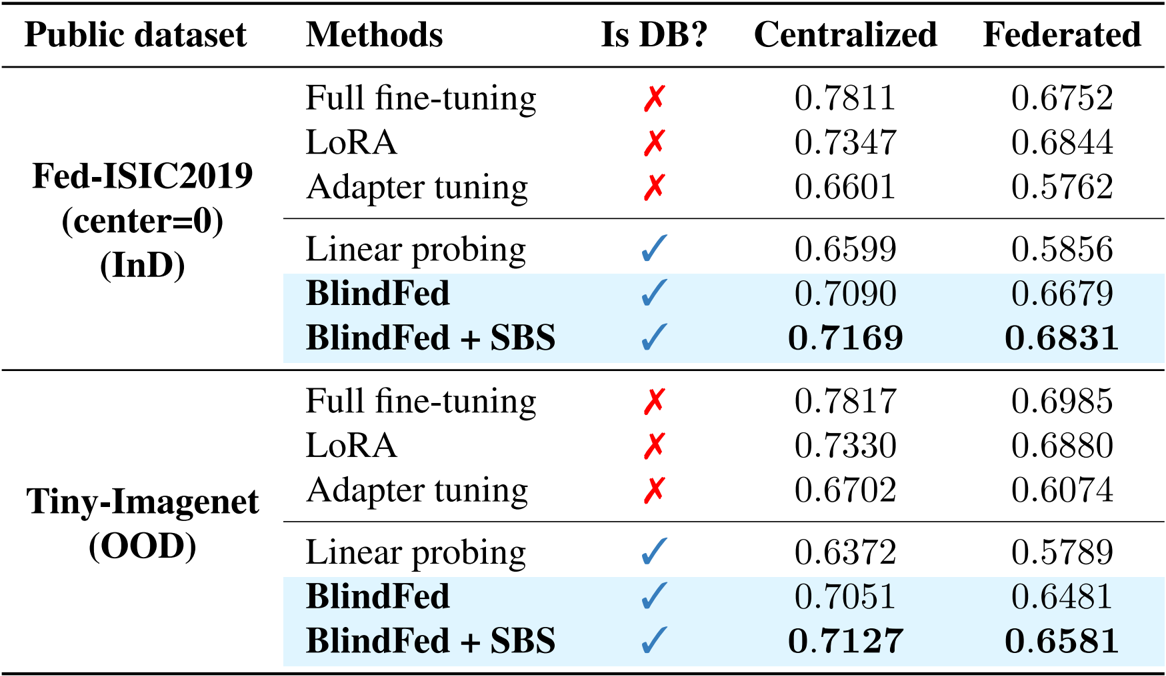 Public dataset Methods Is DB? Centralized Federated
Full fine-tuning ✗ 0.7811 0.6752
LoRA ✗ 0.7347 0.6844
Adapter tuning ✗ 0.6601 0.5762
Fed-ISIC2019
(center=0)
(InD)
Linear probing ✓ 0.6599 0.5856
BlindFed ✓ 0.7090 0.6679
BlindFed + SBS ✓ 0.7169 0.6831
Full fine-tuning ✗ 0.7817 0.6985
LoRA ✗ 0.7330 0.6880
Adapter tuning ✗ 0.6702 0.6074
Tiny-Imagenet
(OOD)
Linear probing ✓ 0.6372 0.5789
BlindFed ✓ 0.7051 0.6481
BlindFed + SBS ✓ 0.7127 0.6581